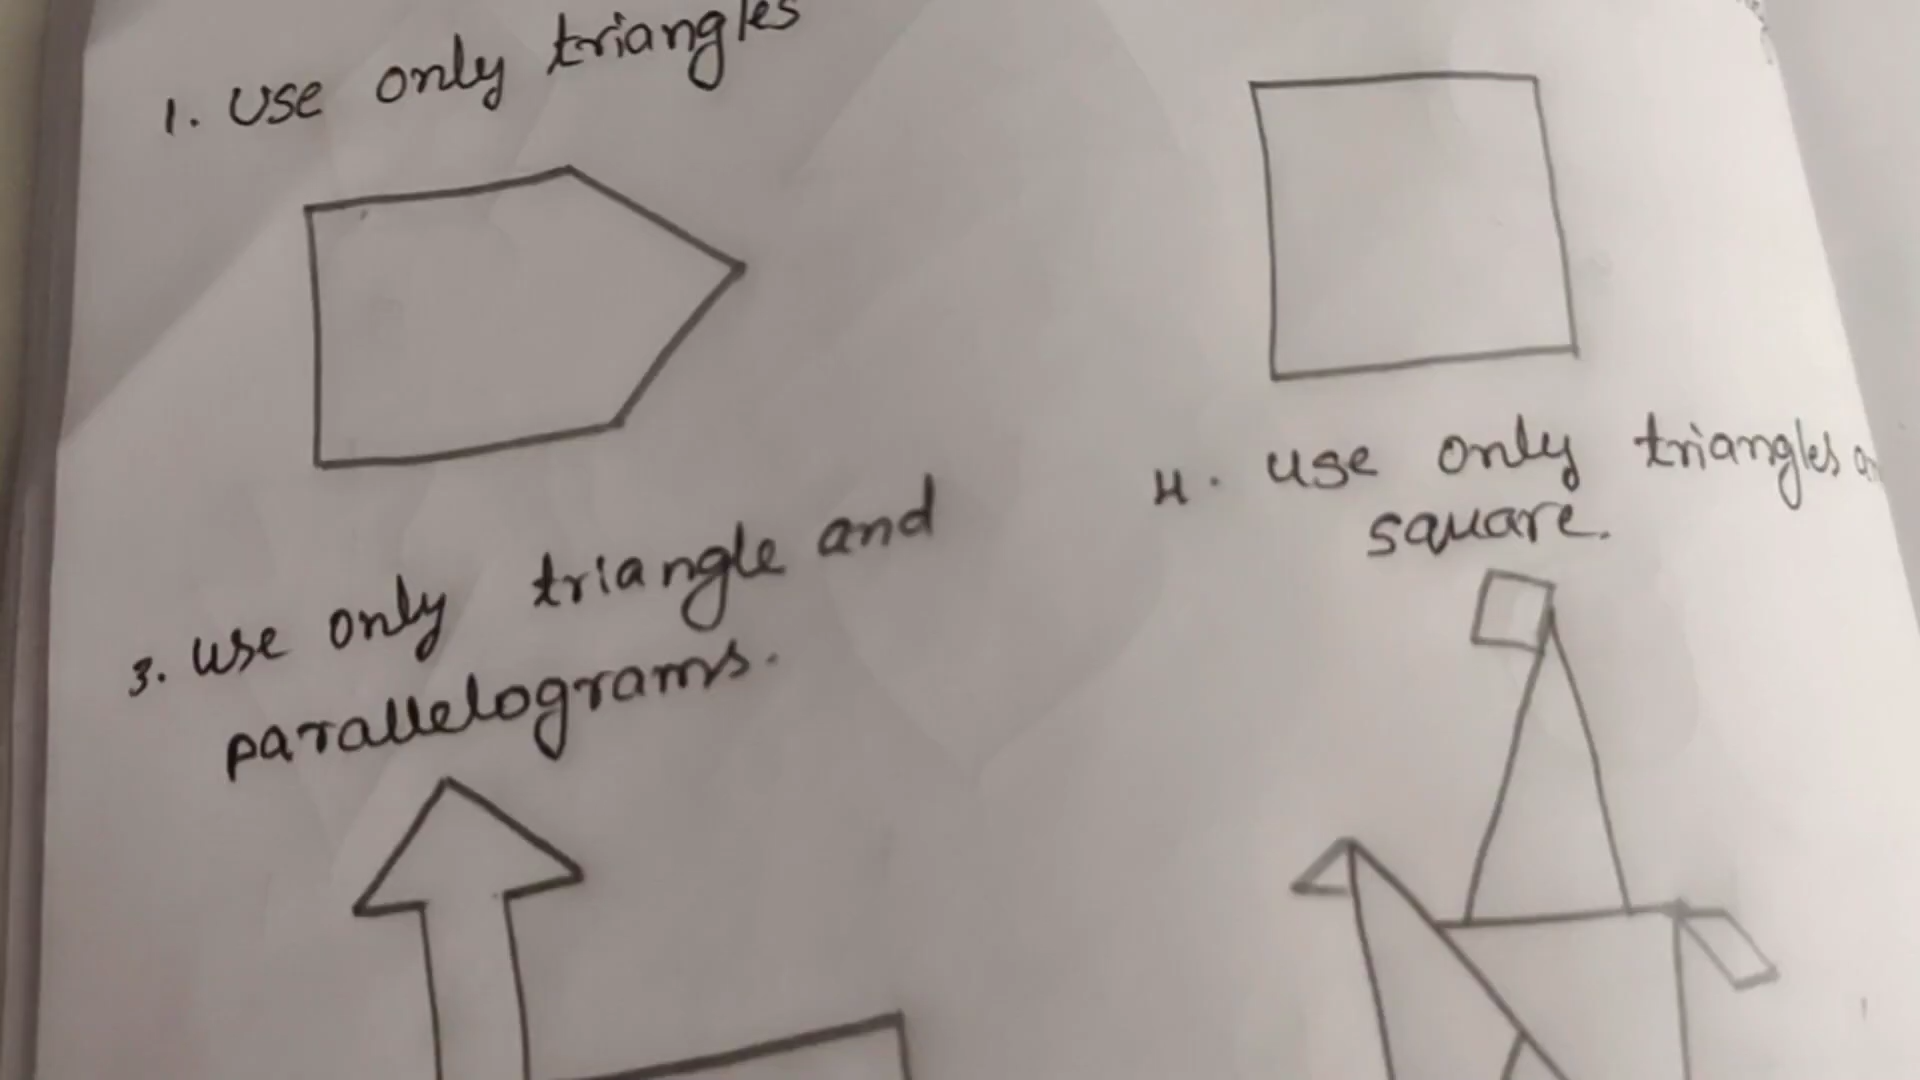 1. Use only triangles
3. Use only triangle and
parallelograms.
4. Use only triangles
square.